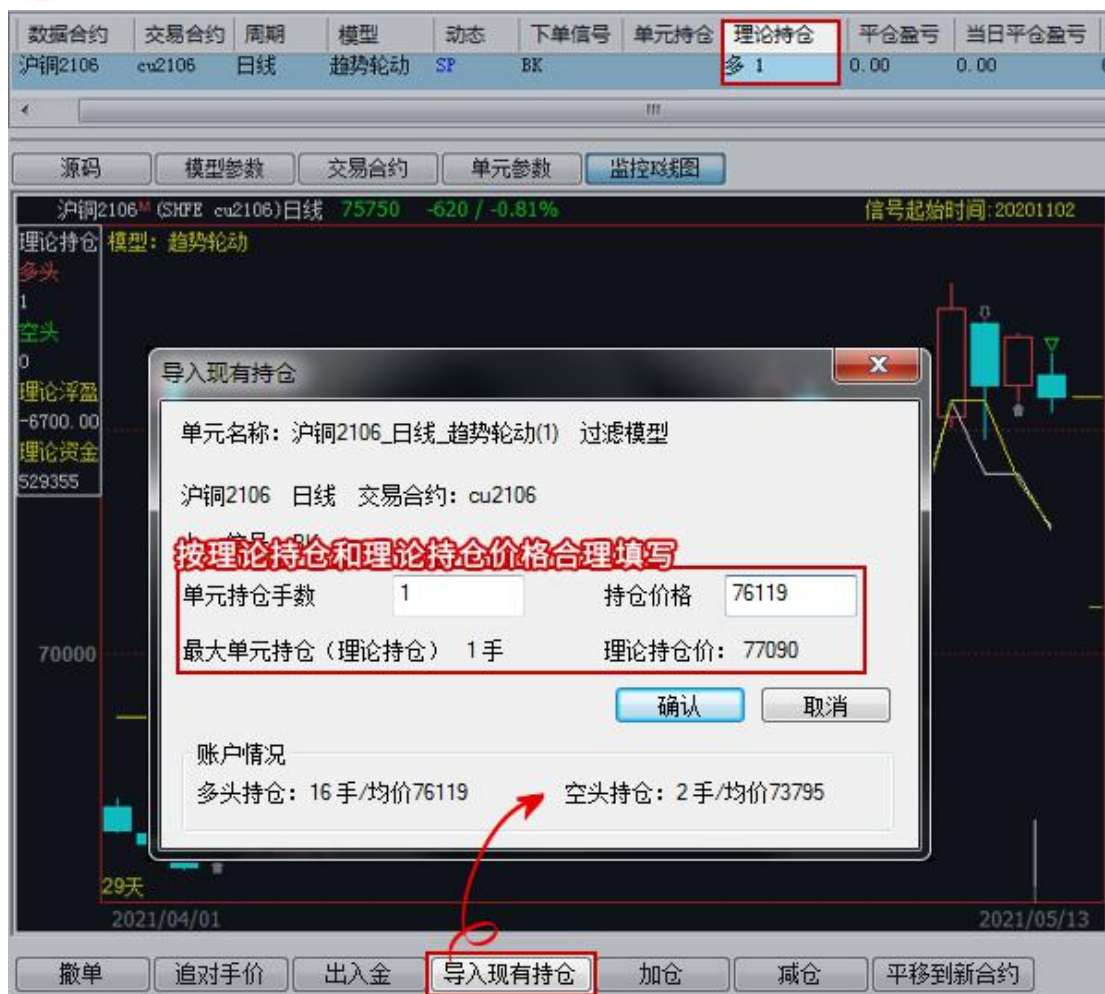 数据合约 交易合约 周期 模型 动态 下单信号 单元持仓 理论持仓 平仓盈亏 当日平仓盈亏
沪铜2106 cu2106 日线 趋势轮动 SP BK 多 1 0.00 0.00
源码 模型参数 交易合约 单元参数 监控K线图
沪铜2106M (SHFE cu2106)日线 75750 -620 / -0.81% 信号起始时间:20201102
理论持仓 模型：趋势轮动
多头
1
空头
0
理论浮盈
-6700.00
理论资金
529355
导入现有持仓
单元名称：沪铜2106_日线_趋势轮动(1) 过滤模型
沪铜2106 日线 交易合约：cu2106
按理论持仓和理论持仓价格合理填写
单元持仓手数 1 持仓价格 76119
最大单元持仓（理论持仓） 1手 理论持仓价：77090
确认 取消
账户情况
多头持仓：16手/均价76119 空头持仓：2手/均价73795
70000
29天
2021/04/01 2021/05/13
撤单 追对手价 出入金 导入现有持仓 加仓 减仓 平移到新合约